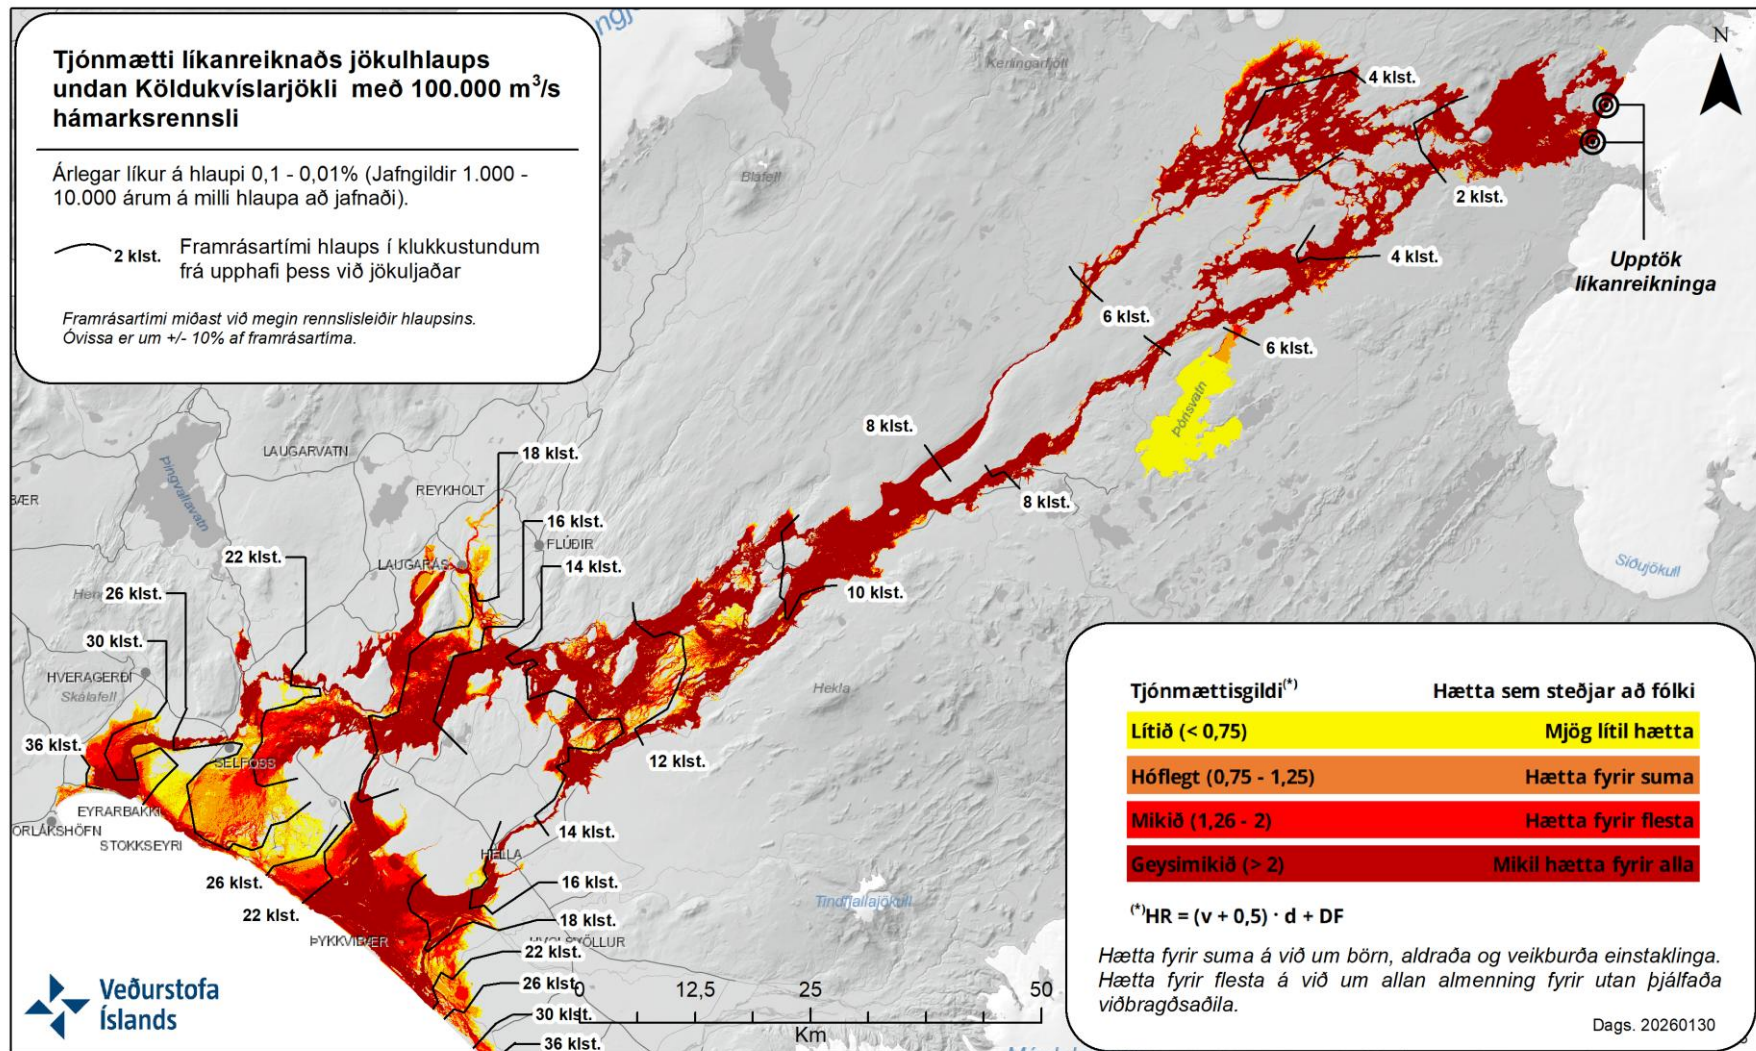 Tjónmætti líkanreiknaðs jökulhlaups
undan Köldukvíslarjökli með 100.000 m³/s
hámarksrennsli
Árlegar líkur á hlaupi 0,1 - 0,01% (Jafngildir 1.000 -
10.000 árum á milli hlaupa að jafnaði).
2 klst.
Framrásartími hlaups í klukkustundum
frá upphafi þess við jökuljaðar
Framrásartími miðast við megin rennslisleiðir hlaupsins.
Óvissa er um +/- 10% af framrásartíma.
Kerlingarfjöll
Bláfell
4 klst.
N
2 klst.
Upptök
líkanreikninga
4 klst.
6 klst.
6 klst.
Þórisvatn
8 klst.
8 klst.
Síðujökull
LAUGARVATN
REYKHOLT
Þingvallavatn
18 klst.
16 klst.
FLÚÐIR
14 klst.
LAUGARÁS
22 klst.
26 klst.
30 klst.
10 klst.
HVERAGERÐI
Skálafell
Hekla
36 klst.
SELFOSS
12 klst.
EYRARBAKKI
ORLÁKSHÖFN
STOKKSEYRI
14 klst.
HELLA
26 klst.
16 klst.
22 klst.
Tindfjallajökull
18 klst.
ÞYKKVIBÆR
HVOLSVÖLLUR
22 klst.
26 klst.
30 klst.
36 klst.
0 12,5 25 50
Km
Veðurstofa
Íslands
Tjónmættisgildi(*) Hætta sem steðjar að fólki
Lítið (< 0,75) Mjög lítil hætta
Hóflegt (0,75 - 1,25) Hætta fyrir suma
Mikið (1,26 - 2) Hætta fyrir flesta
Geysimikið (> 2) Mikil hætta fyrir alla
(*)HR = (v + 0,5) · d + DF
Hætta fyrir suma á við um börn, aldraða og veikburða einstaklinga.
Hætta fyrir flesta á við um allan almenning fyrir utan þjálfaða
viðbragðsaðila.
Dags. 20260130